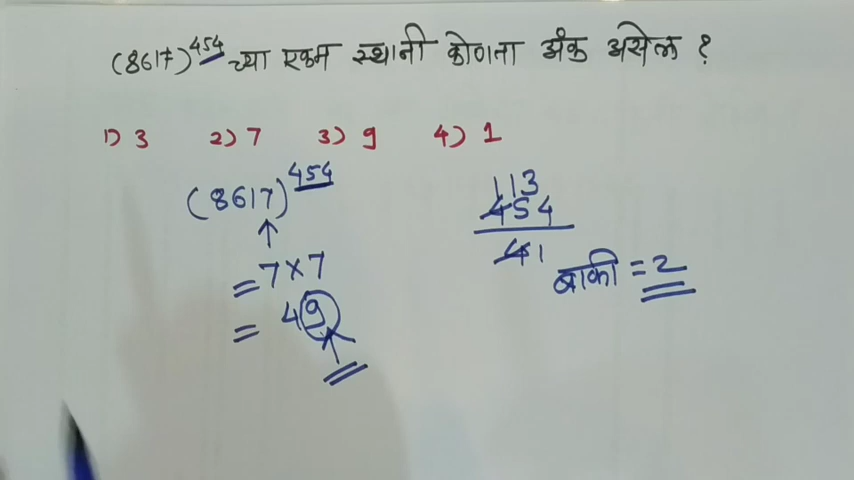 (8617)^454 च्या एकम स्थानी कोणता अंक असेल ?
1) 3 2) 7 3) 9 4) 1
(8617)^454
113
454
41
बाकी = 2
= 7×7
= 49